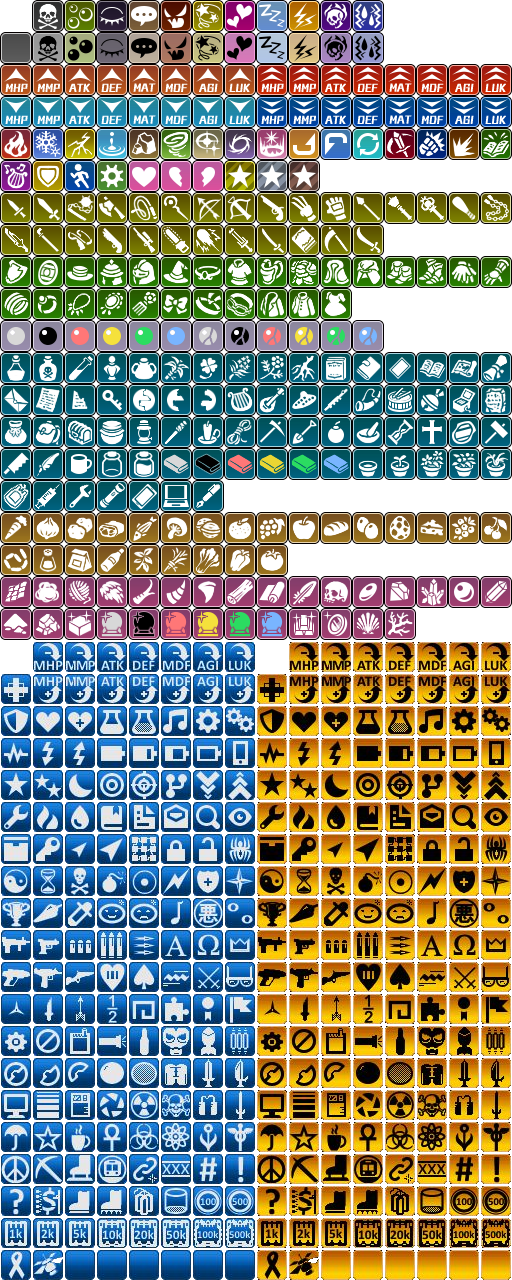 ZZZ
ZZZ
MHP MMP ATK DEF MAT MDF AGI LUK MHP MMP ATK DEF MAT MDF AGI LUK
MHP MMP ATK DEF MAT MDF AGI LUK MHP MMP ATK DEF MAT MDF AGI LUK
MHP MMP ATK DEF MDF AGI LUK MHP MMP ATK DEF MDF AGI LUK
MHP MMP ATK DEF MDF AGI LUK MHP MMP ATK DEF MDF AGI LUK
悪 悪
A Ω A Ω
1/2 1/2
XXX # ! XXX # !
? 100 500 ? 100 500
1k 2k 5k 10k 20k 50k 100k 500k 1k 2k 5k 10k 20k 50k 100k 500k